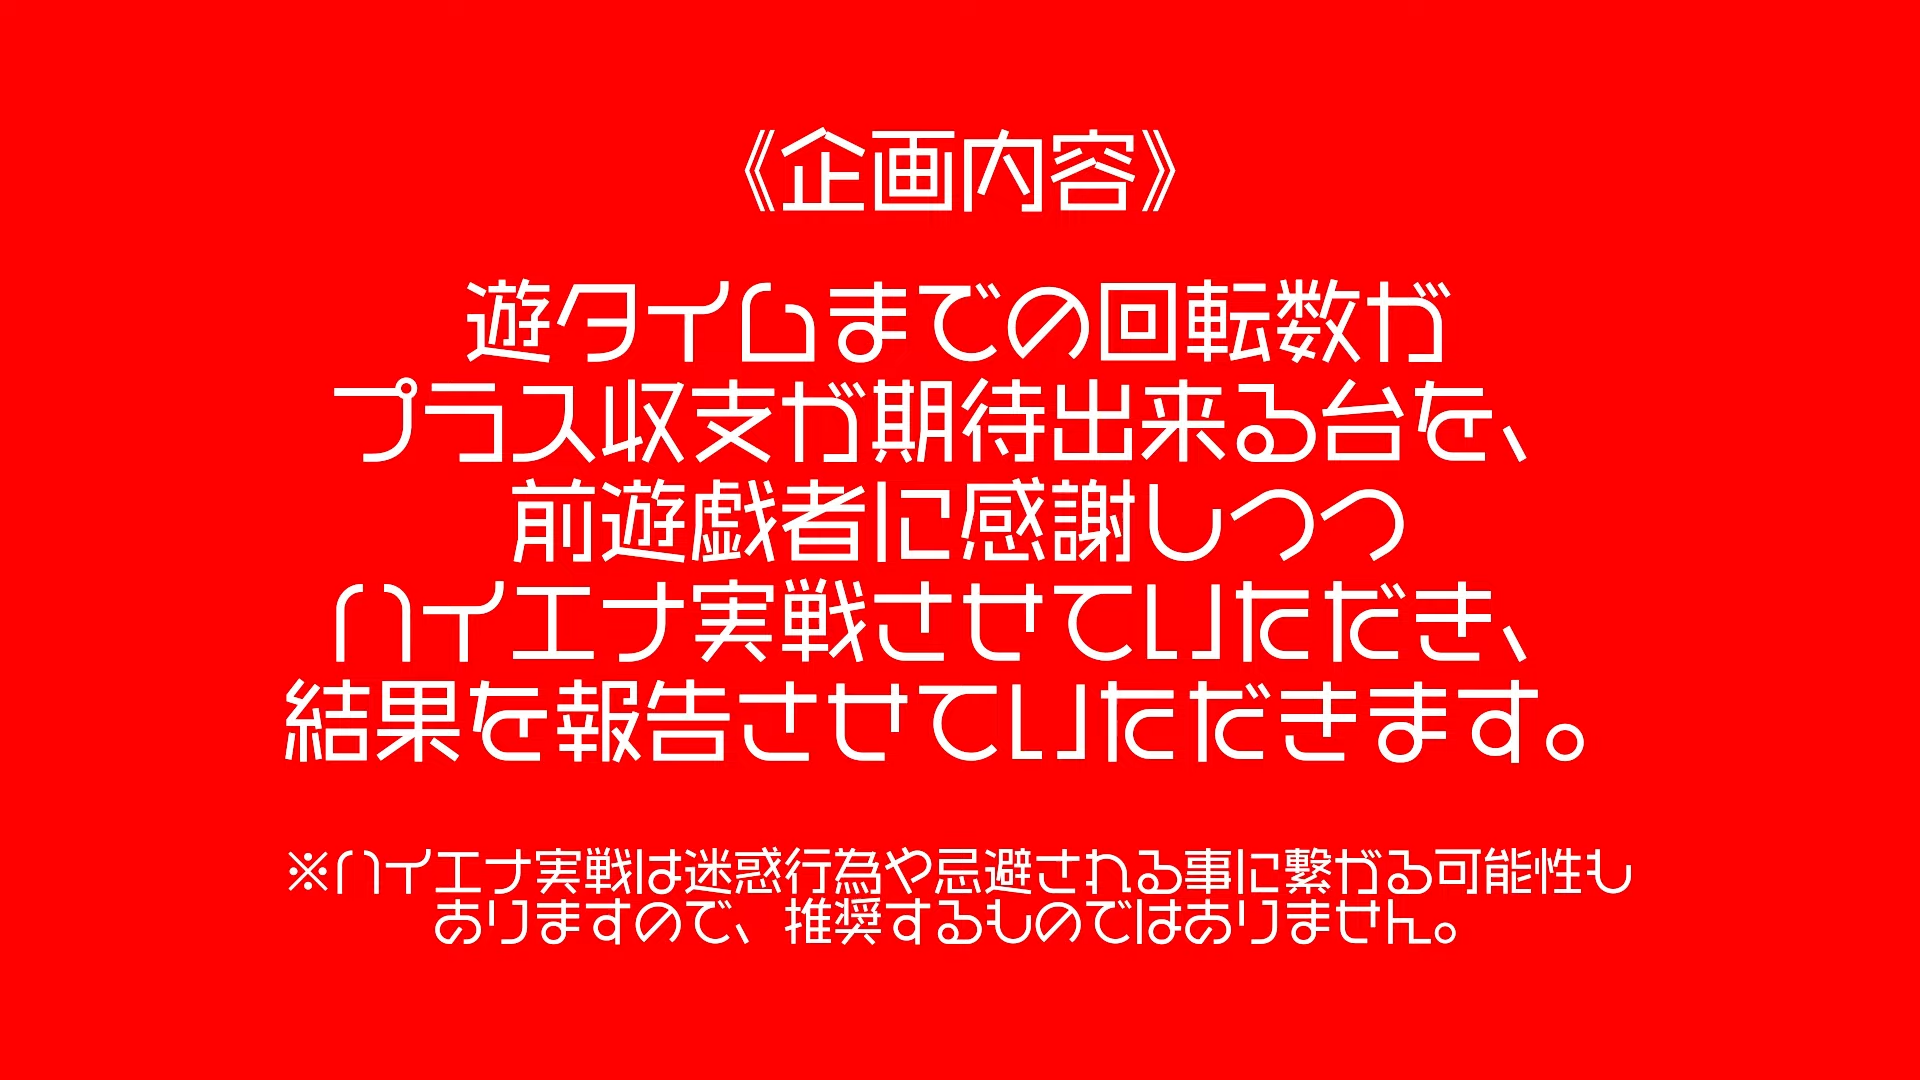 《企画内容》
遊タイムまでの回転数が
プラス収支が期待出来る台を、
前遊戯者に感謝しつつ
ハイエナ実戦させていただき、
結果を報告させていただきます。
※ハイエナ実戦は迷惑行為や忌避される事に繋がる可能性も
ありますので、推奨するものではありません。